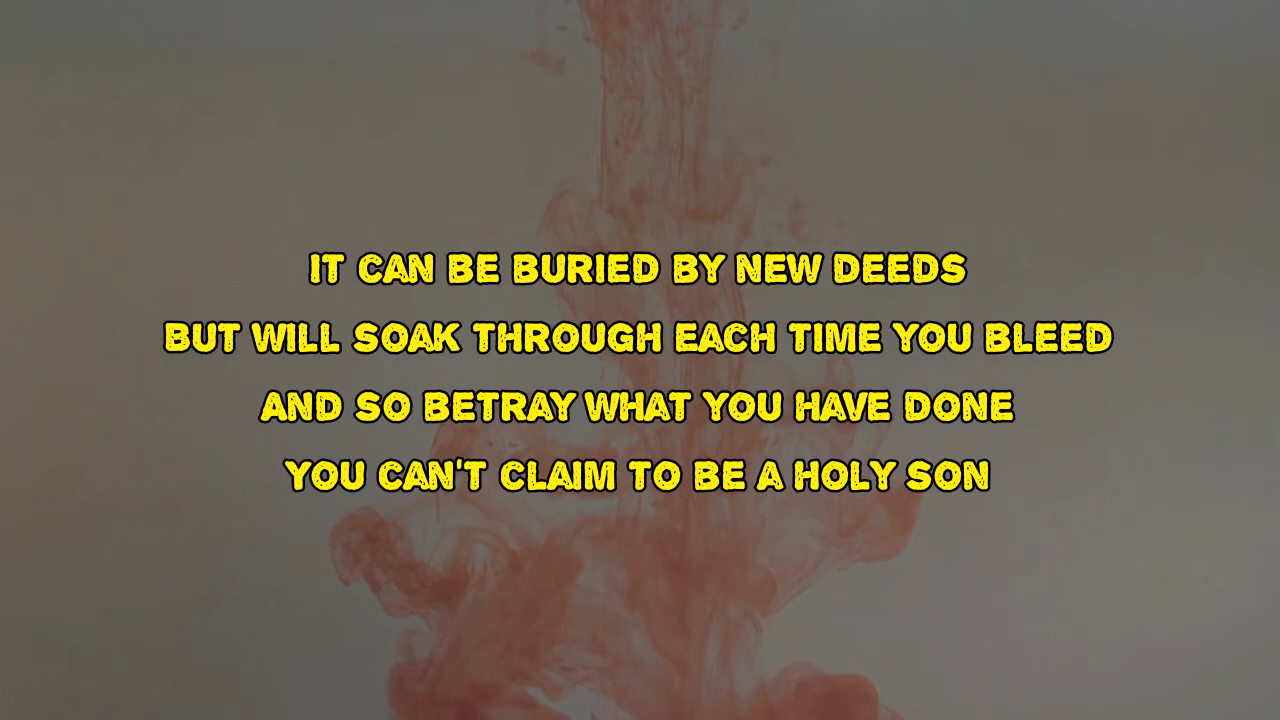 IT CAN BE BURIED BY NEW DEEDS
BUT WILL SOAK THROUGH EACH TIME YOU BLEED
AND SO BETRAY WHAT YOU HAVE DONE
YOU CAN'T CLAIM TO BE A HOLY SON